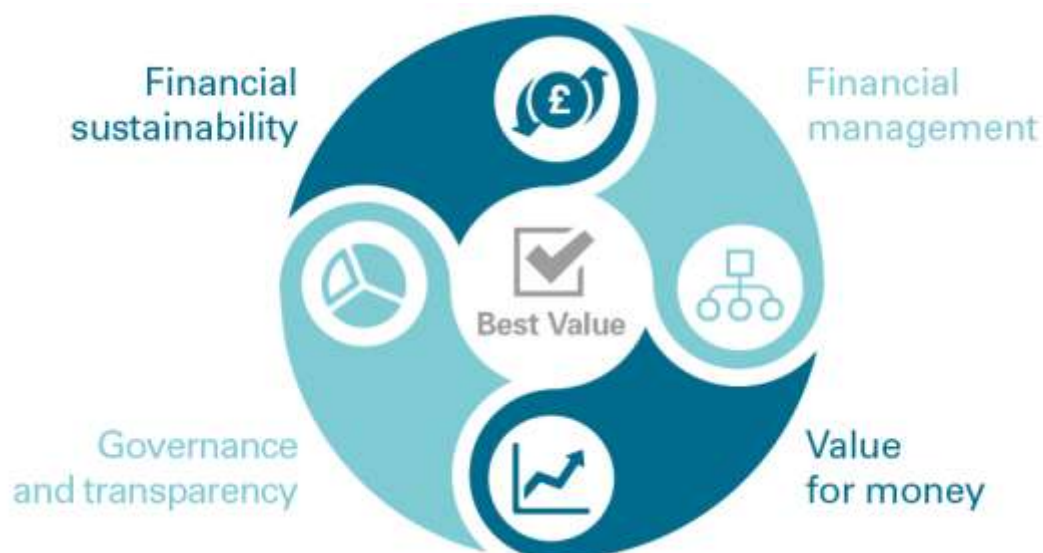 Financial
sustainability
£
Financial
management
Best Value
Governance
and transparency
Value
for money